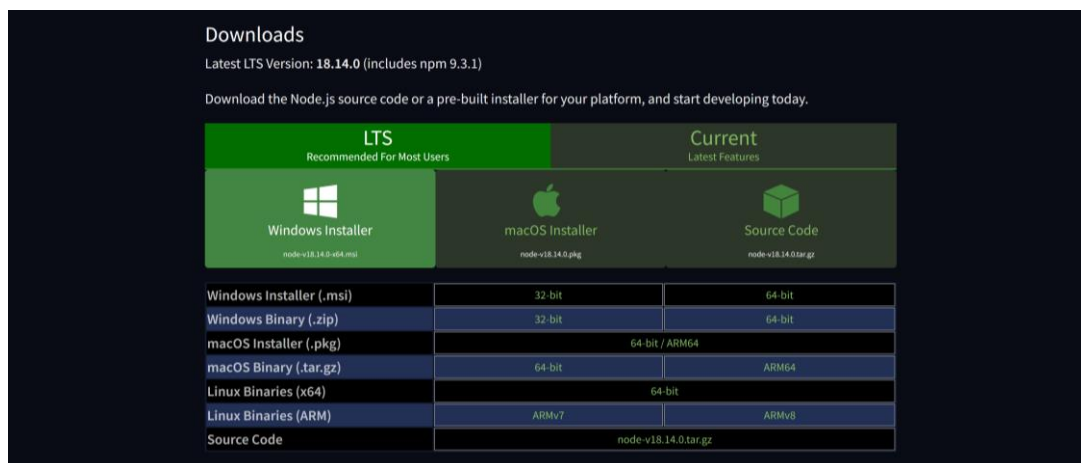 Downloads
Latest LTS Version: 18.14.0 (includes npm 9.3.1)
Download the Node.js source code or a pre-built installer for your platform, and start developing today.
LTS
Recommended For Most Users
Current
Latest Features
Windows Installer
node-v18.14.0-x64.msi
macOS Installer
node-v18.14.0.pkg
Source Code
node-v18.14.0.tar.gz
Windows Installer (.msi) 32-bit 64-bit
Windows Binary (.zip) 32-bit 64-bit
macOS Installer (.pkg) 64-bit / ARM64
macOS Binary (.tar.gz) 64-bit ARM64
Linux Binaries (x64) 64-bit
Linux Binaries (ARM) ARMv7 ARMv8
Source Code node-v18.14.0.tar.gz